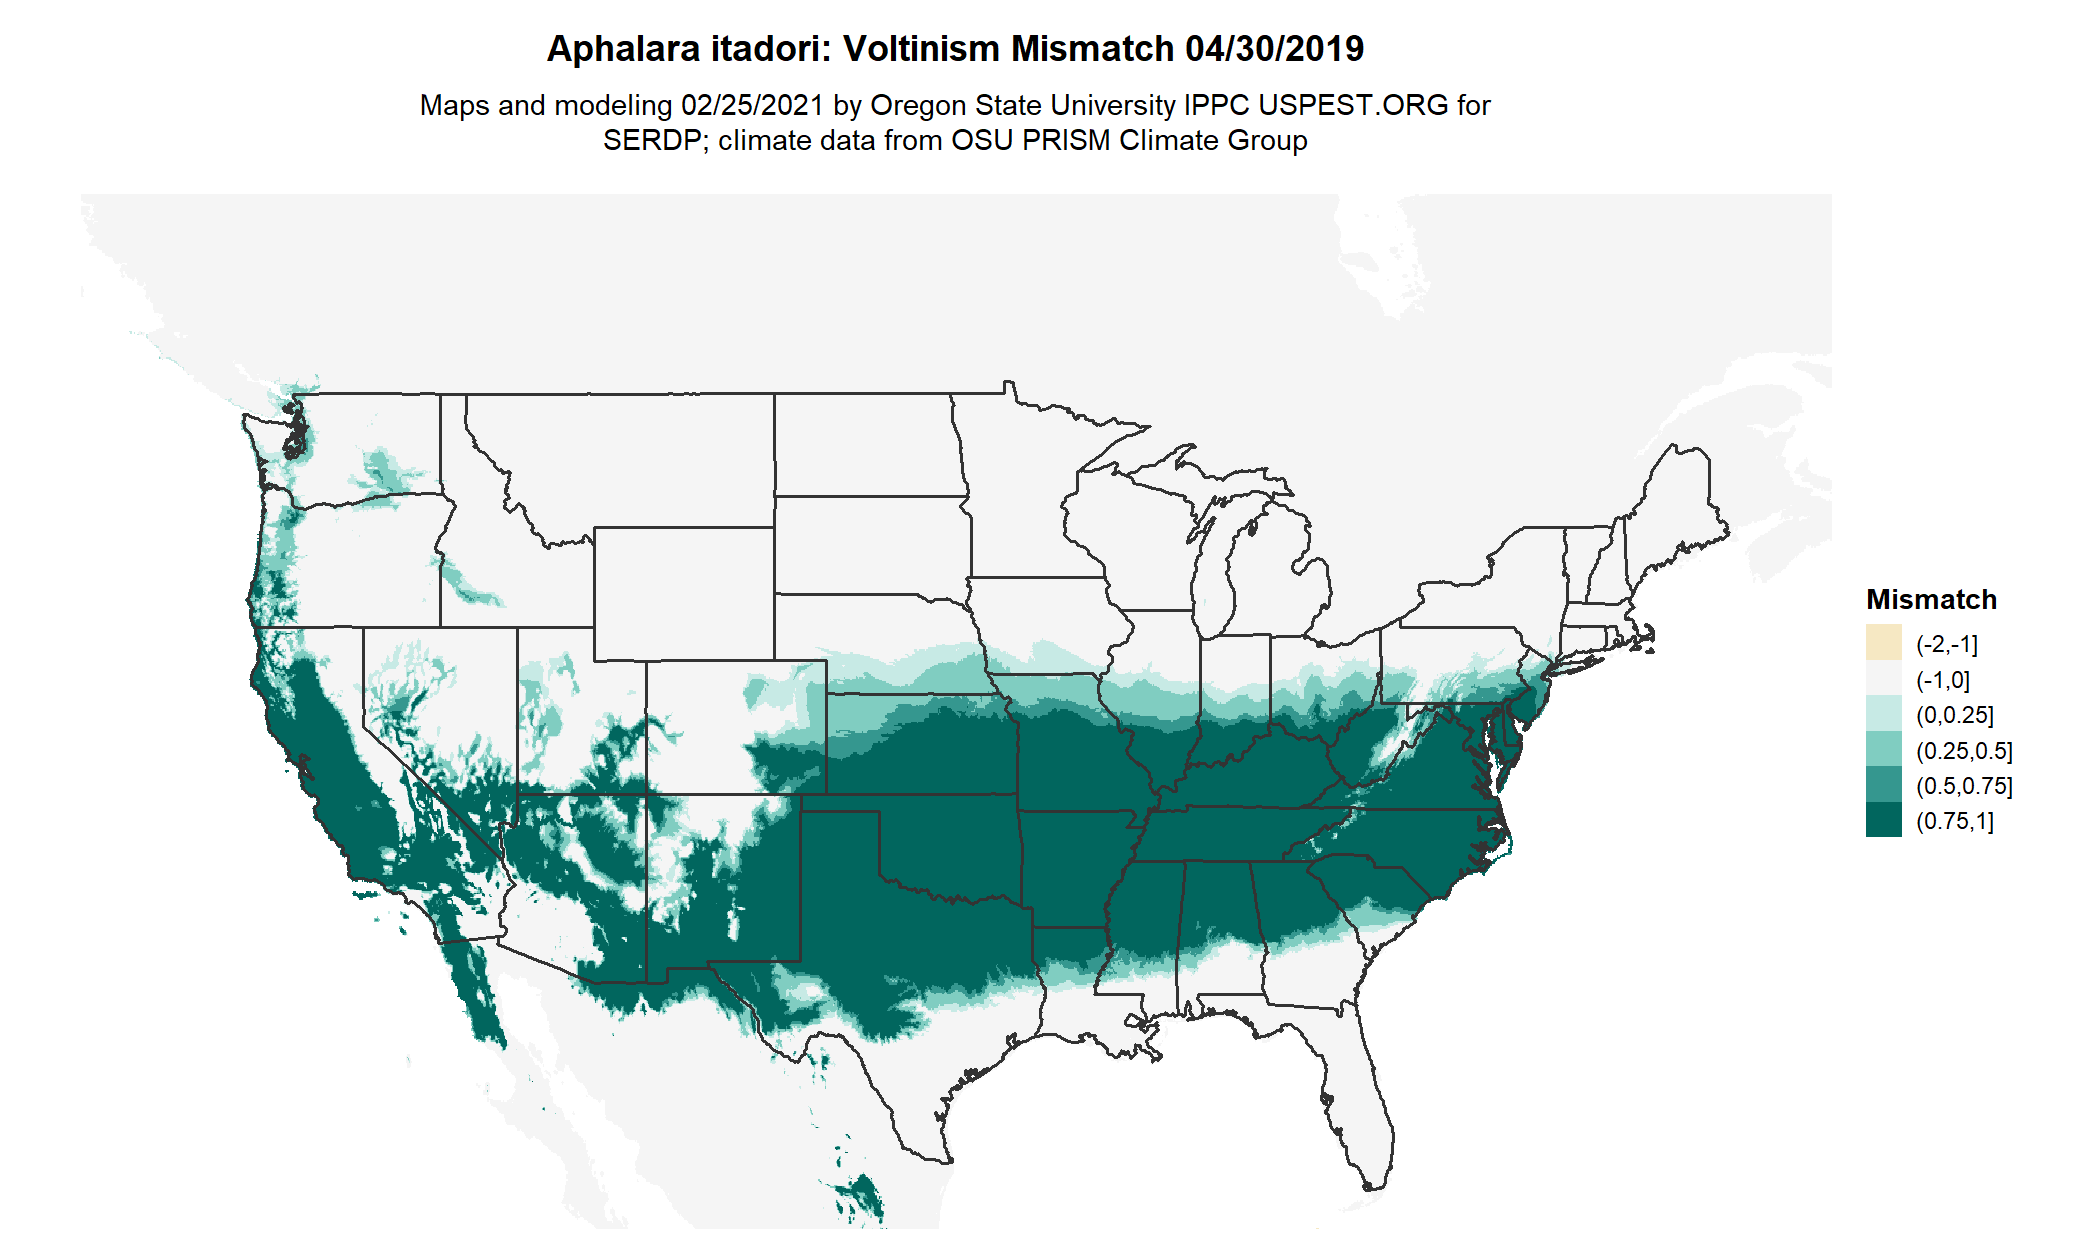 Aphalara itadori: Voltinism Mismatch 04/30/2019
Maps and modeling 02/25/2021 by Oregon State University IPPC USPEST.ORG for
SERDP; climate data from OSU PRISM Climate Group
Mismatch
(-2,-1]
(-1,0]
(0,0.25]
(0.25,0.5]
(0.5,0.75]
(0.75,1]